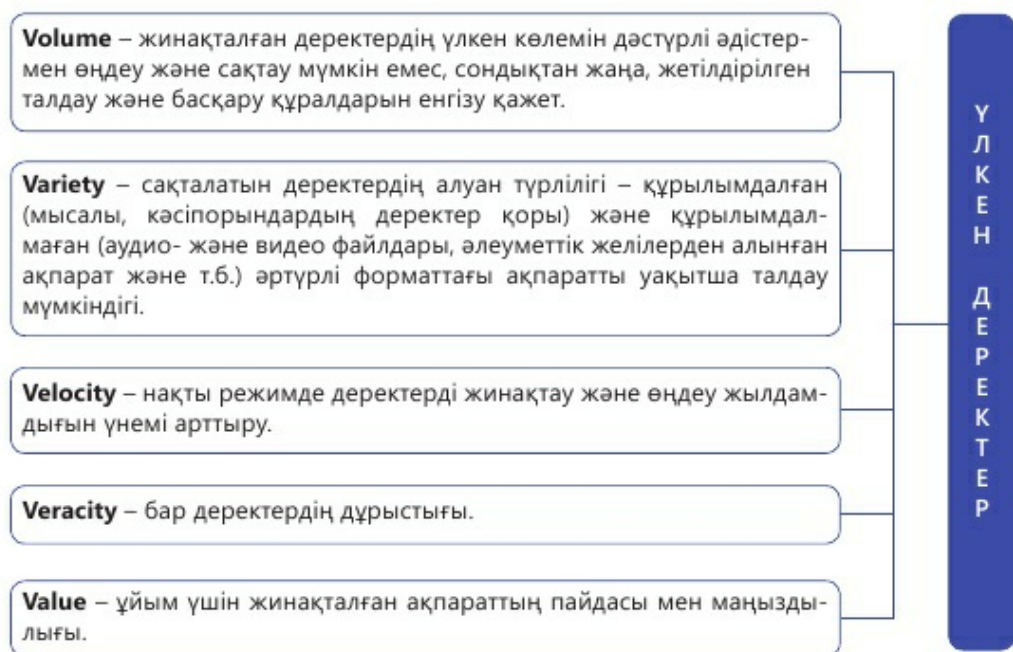 Volume – жинақталған деректердің үлкен көлемін дәстүрлі әдістер-
мен өңдеу және сақтау мүмкін емес, сондықтан жаңа, жетілдірілген
талдау және басқару құралдарын енгізу қажет.
Variety – сақталатын деректердің алуан түрлілігі – құрылымдалған
(мысалы, кәсіпорындардың деректер қоры) және құрылымдал-
маған (аудио- және видео файлдары, әлеуметтік желілерден алынған
ақпарат және т.б.) әртүрлі форматтағы ақпаратты уақытша талдау
мүмкіндігі.
Velocity – нақты режимде деректерді жинақтау және өңдеу жылдам-
дығын үнемі арттыру.
Veracity – бар деректердің дұрыстығы.
Value – ұйым үшін жинақталған ақпараттың пайдасы мен маңызды-
лығы.
ҮЛКЕН ДЕРЕКТЕР